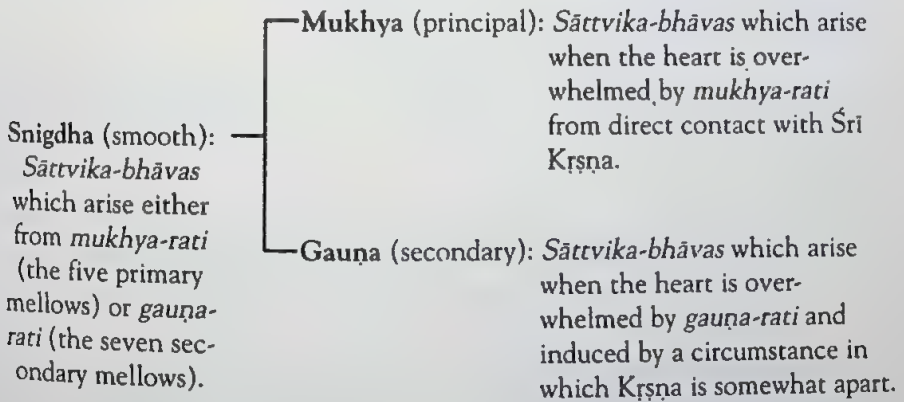 Mukhya (principal): Sāttvika-bhāvas which arise
when the heart is over-
whelmed by mukhya-rati
from direct contact with Śrī
Kṛṣṇa.
Snigdha (smooth):
Sāttvika-bhāvas
which arise either
from mukhya-rati
(the five primary
mellows) or gauṇa-
rati (the seven sec-
ondary mellows).
Gauṇa (secondary): Sāttvika-bhāvas which arise
when the heart is over-
whelmed by gauṇa-rati and
induced by a circumstance in
which Kṛṣṇa is somewhat apart.